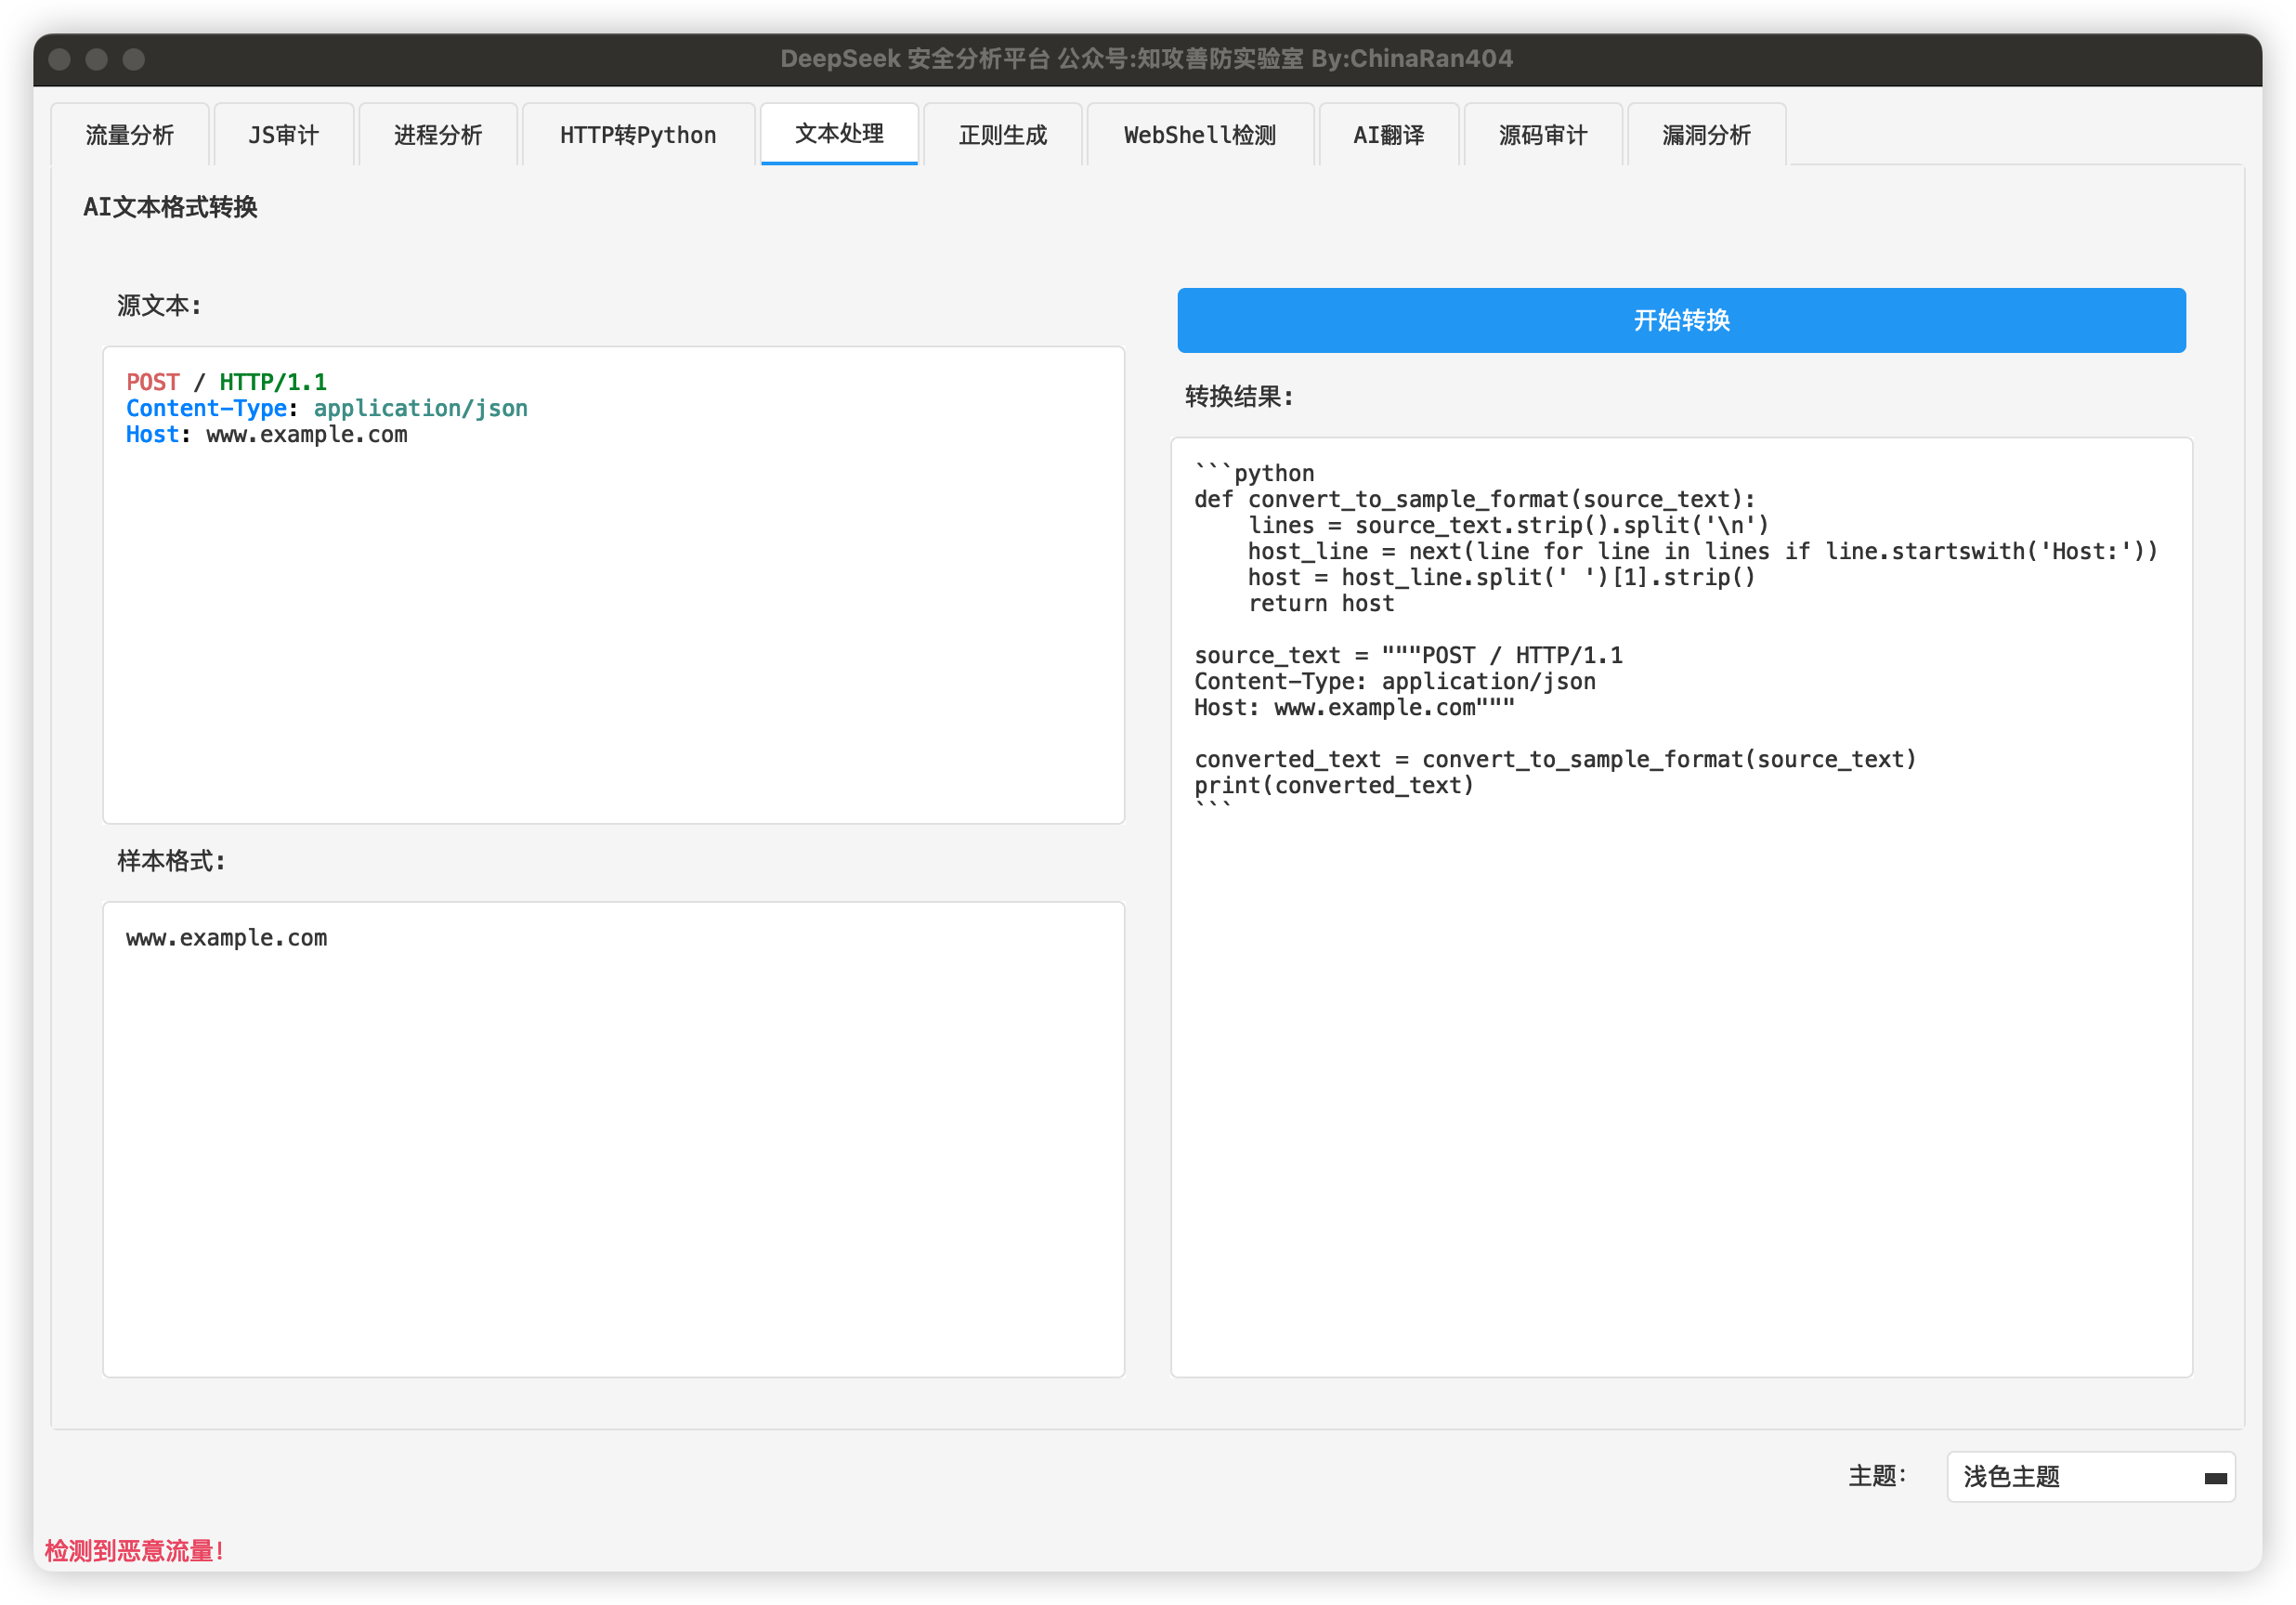 DeepSeek 安全分析平台 公众号:知攻善防实验室 By:ChinaRan404
流量分析
JS审计
进程分析
HTTP转Python
文本处理
正则生成
WebShell检测
AI翻译
源码审计
漏洞分析
AI文本格式转换
源文本:
POST / HTTP/1.1
Content-Type: application/json
Host: www.example.com
样本格式:
www.example.com
开始转换
转换结果:
```python
def convert_to_sample_format(source_text):
    lines = source_text.strip().split('\n')
    host_line = next(line for line in lines if line.startswith('Host:'))
    host = host_line.split(' ')[1].strip()
    return host

source_text = """POST / HTTP/1.1
Content-Type: application/json
Host: www.example.com"""

converted_text = convert_to_sample_format(source_text)
print(converted_text)
```
主题:
浅色主题
检测到恶意流量!